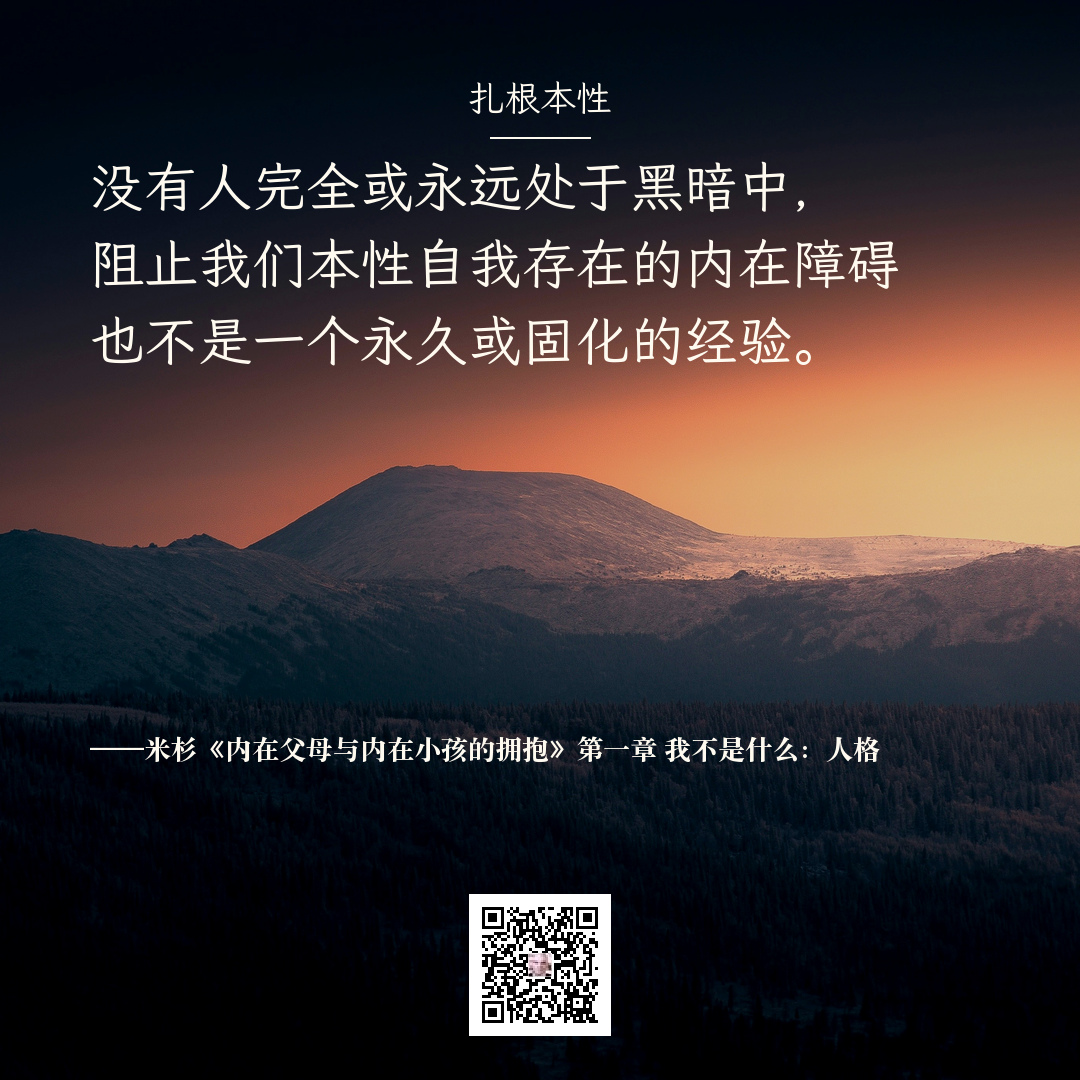 扎根本性
没有人完全或永远处于黑暗中，
阻止我们本性自我存在的内在障碍
也不是一个永久或固化的经验。
——米杉《内在父母与内在小孩的拥抱》第一章 我不是什么：人格